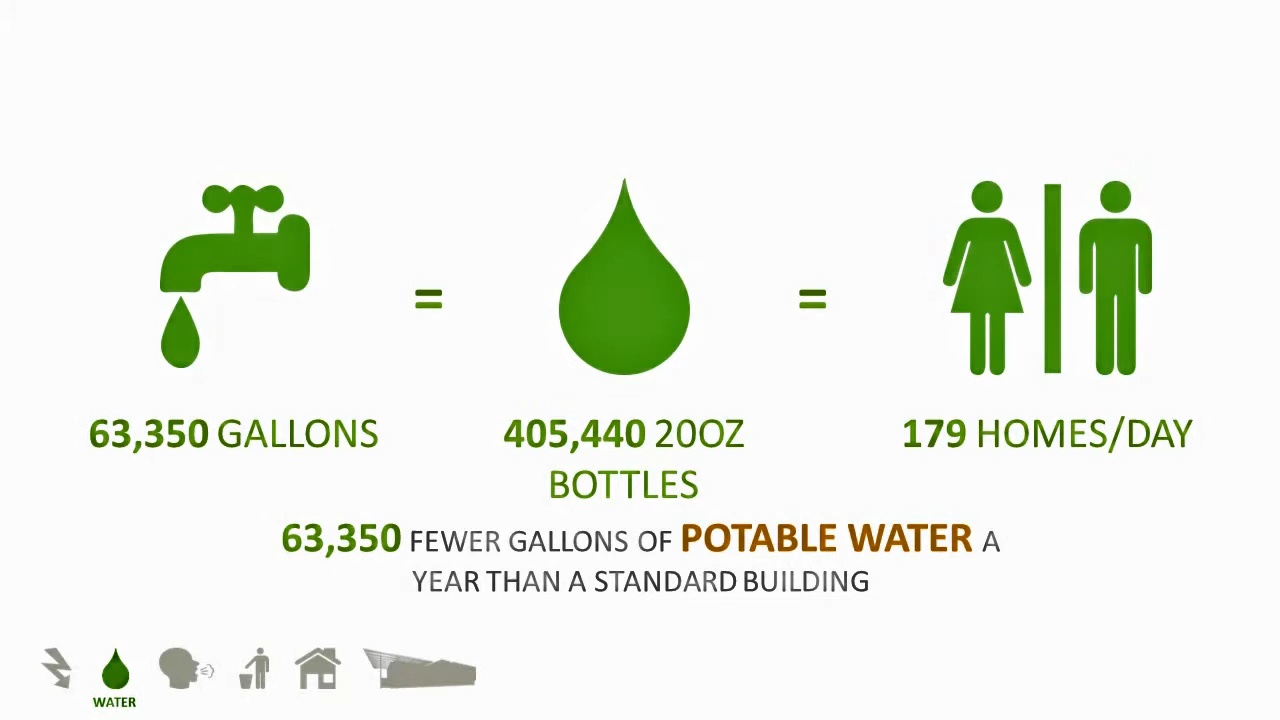 =
=
63,350 GALLONS
405,440 20OZ
BOTTLES
179 HOMES/DAY
63,350 FEWER GALLONS OF POTABLE WATER A
YEAR THAN A STANDARD BUILDING
WATER